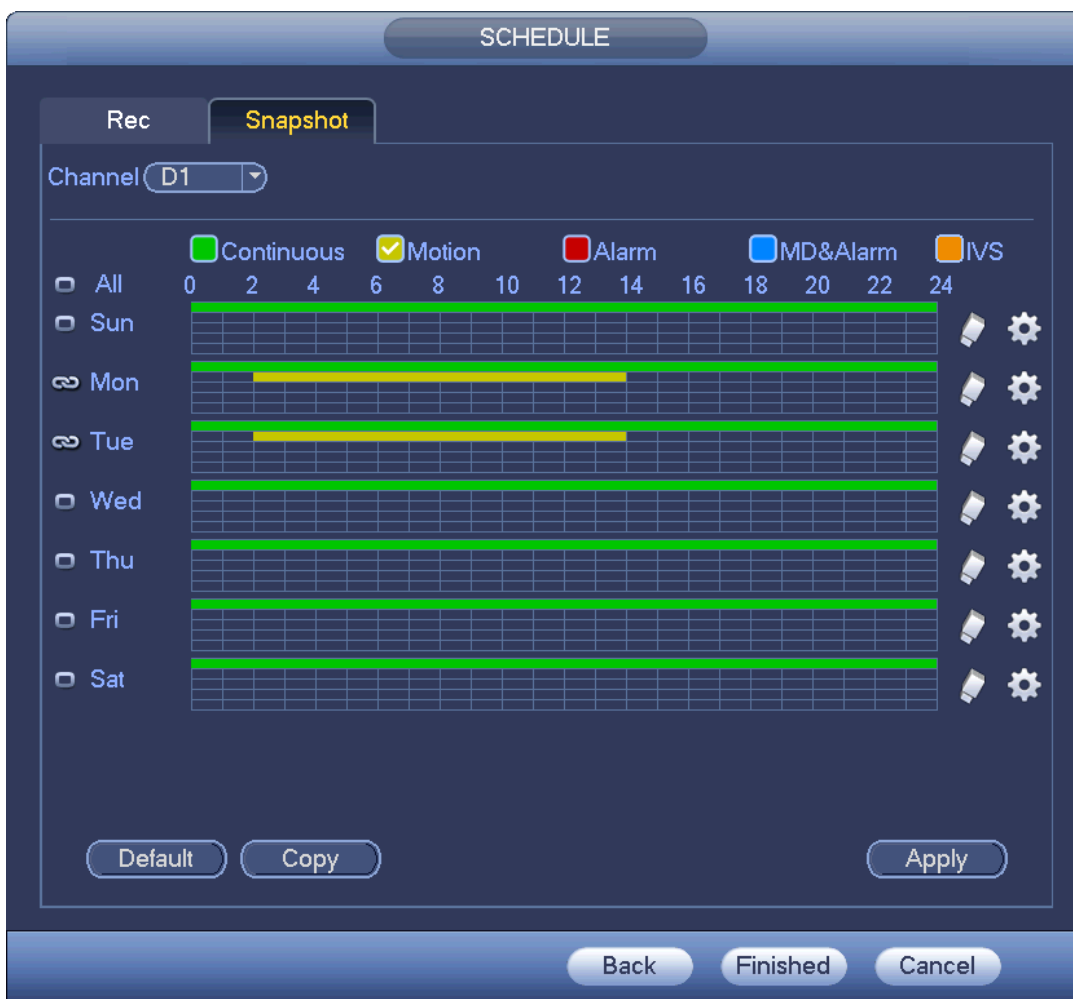 SCHEDULE
Rec Snapshot
Channel D1
Continuous Motion Alarm MD&Alarm IVS
All 0 2 4 6 8 10 12 14 16 18 20 22 24
Sun
Mon
Tue
Wed
Thu
Fri
Sat
Default Copy Apply
Back Finished Cancel